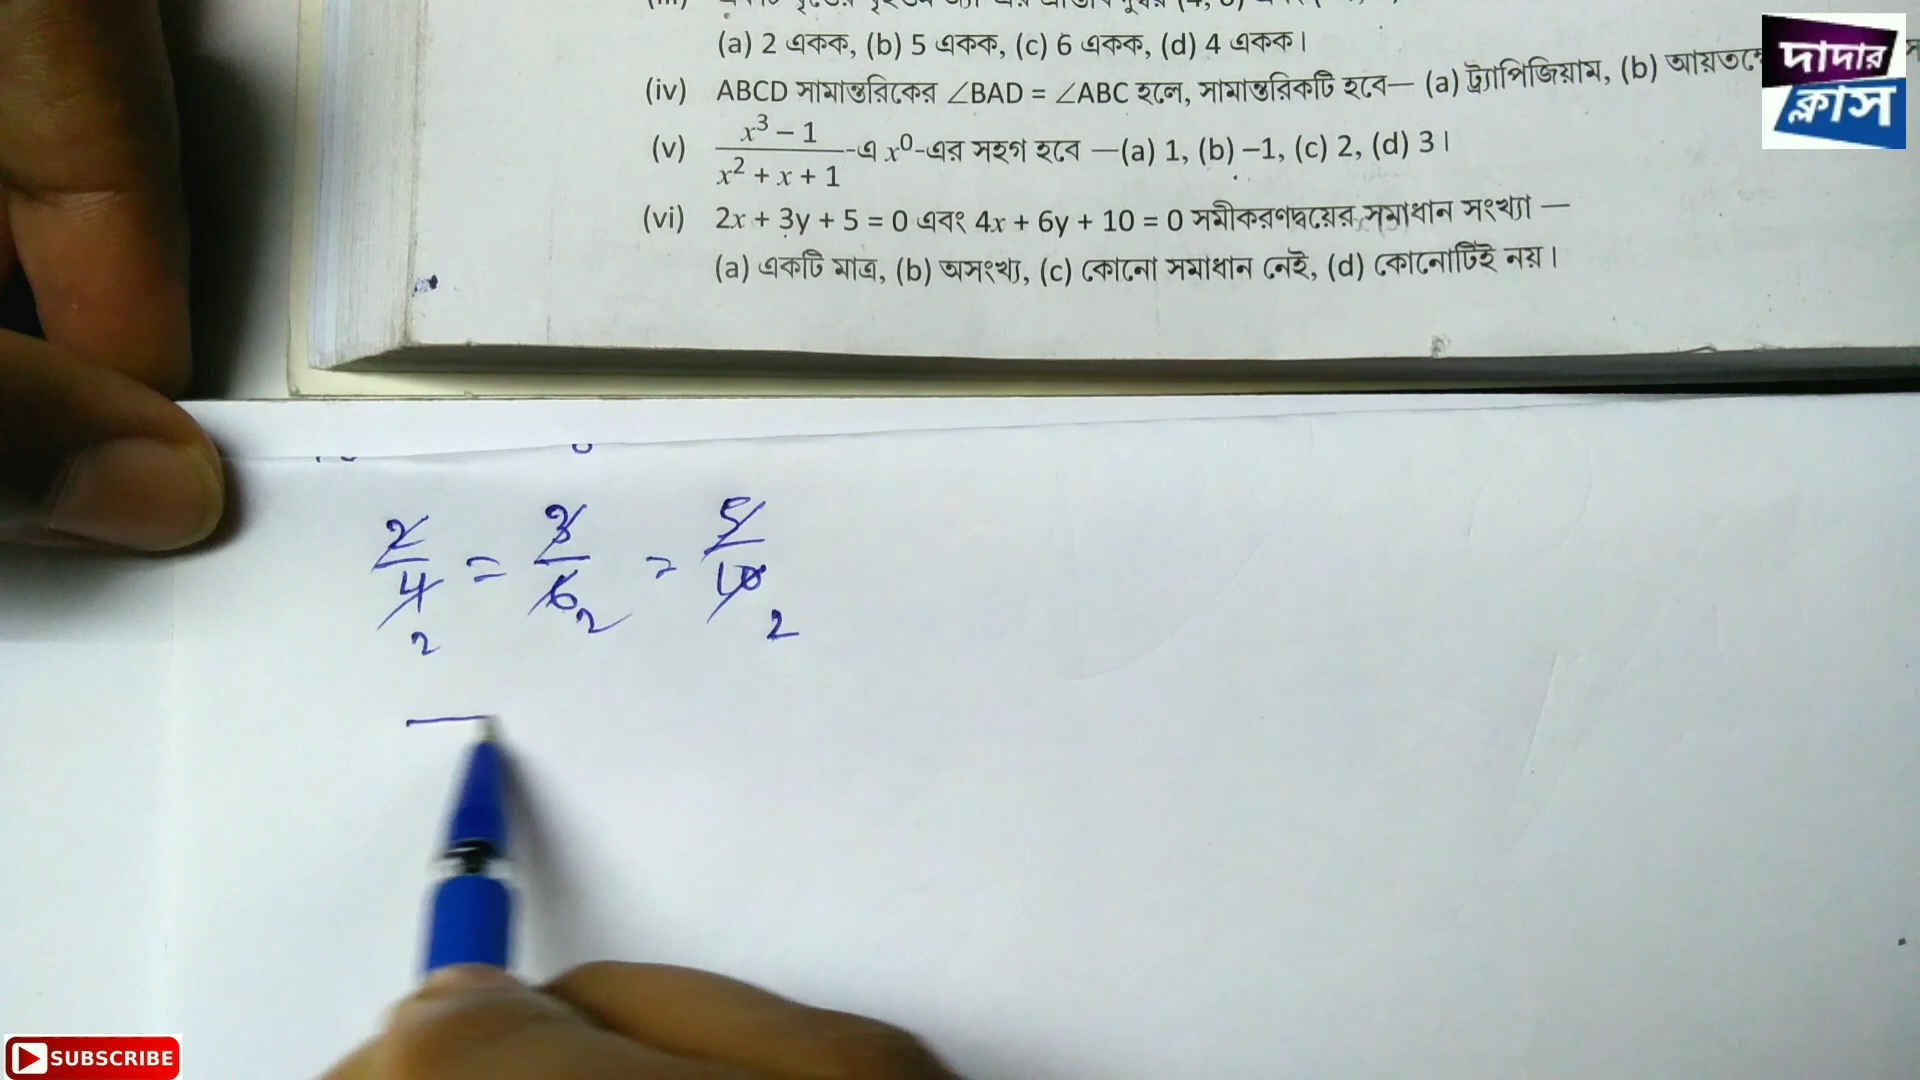 (a) 2 একক, (b) 5 একক, (c) 6 একক, (d) 4 একক।
(iv) ABCD সামান্তরিকের ∠BAD = ∠ABC হলে, সামান্তরিকটি হবে— (a) ট্র্যাপিজিয়াম, (b)
(v) x³ – 1 / x² + x + 1 -এ x⁰-এর সহগ হবে —(a) 1, (b) –1, (c) 2, (d) 3।
(vi) 2x + 3y + 5 = 0 এবং 4x + 6y + 10 = 0 সমীকরণদ্বয়ের সমাধান সংখ্যা —
(a) একটি মাত্র, (b) অসংখ্য, (c) কোনো সমাধান নেই, (d) কোনোটিই নয়।
দাদার
ক্লাস
2/4 = 3/6 = 5/10
2 2 2
SUBSCRIBE